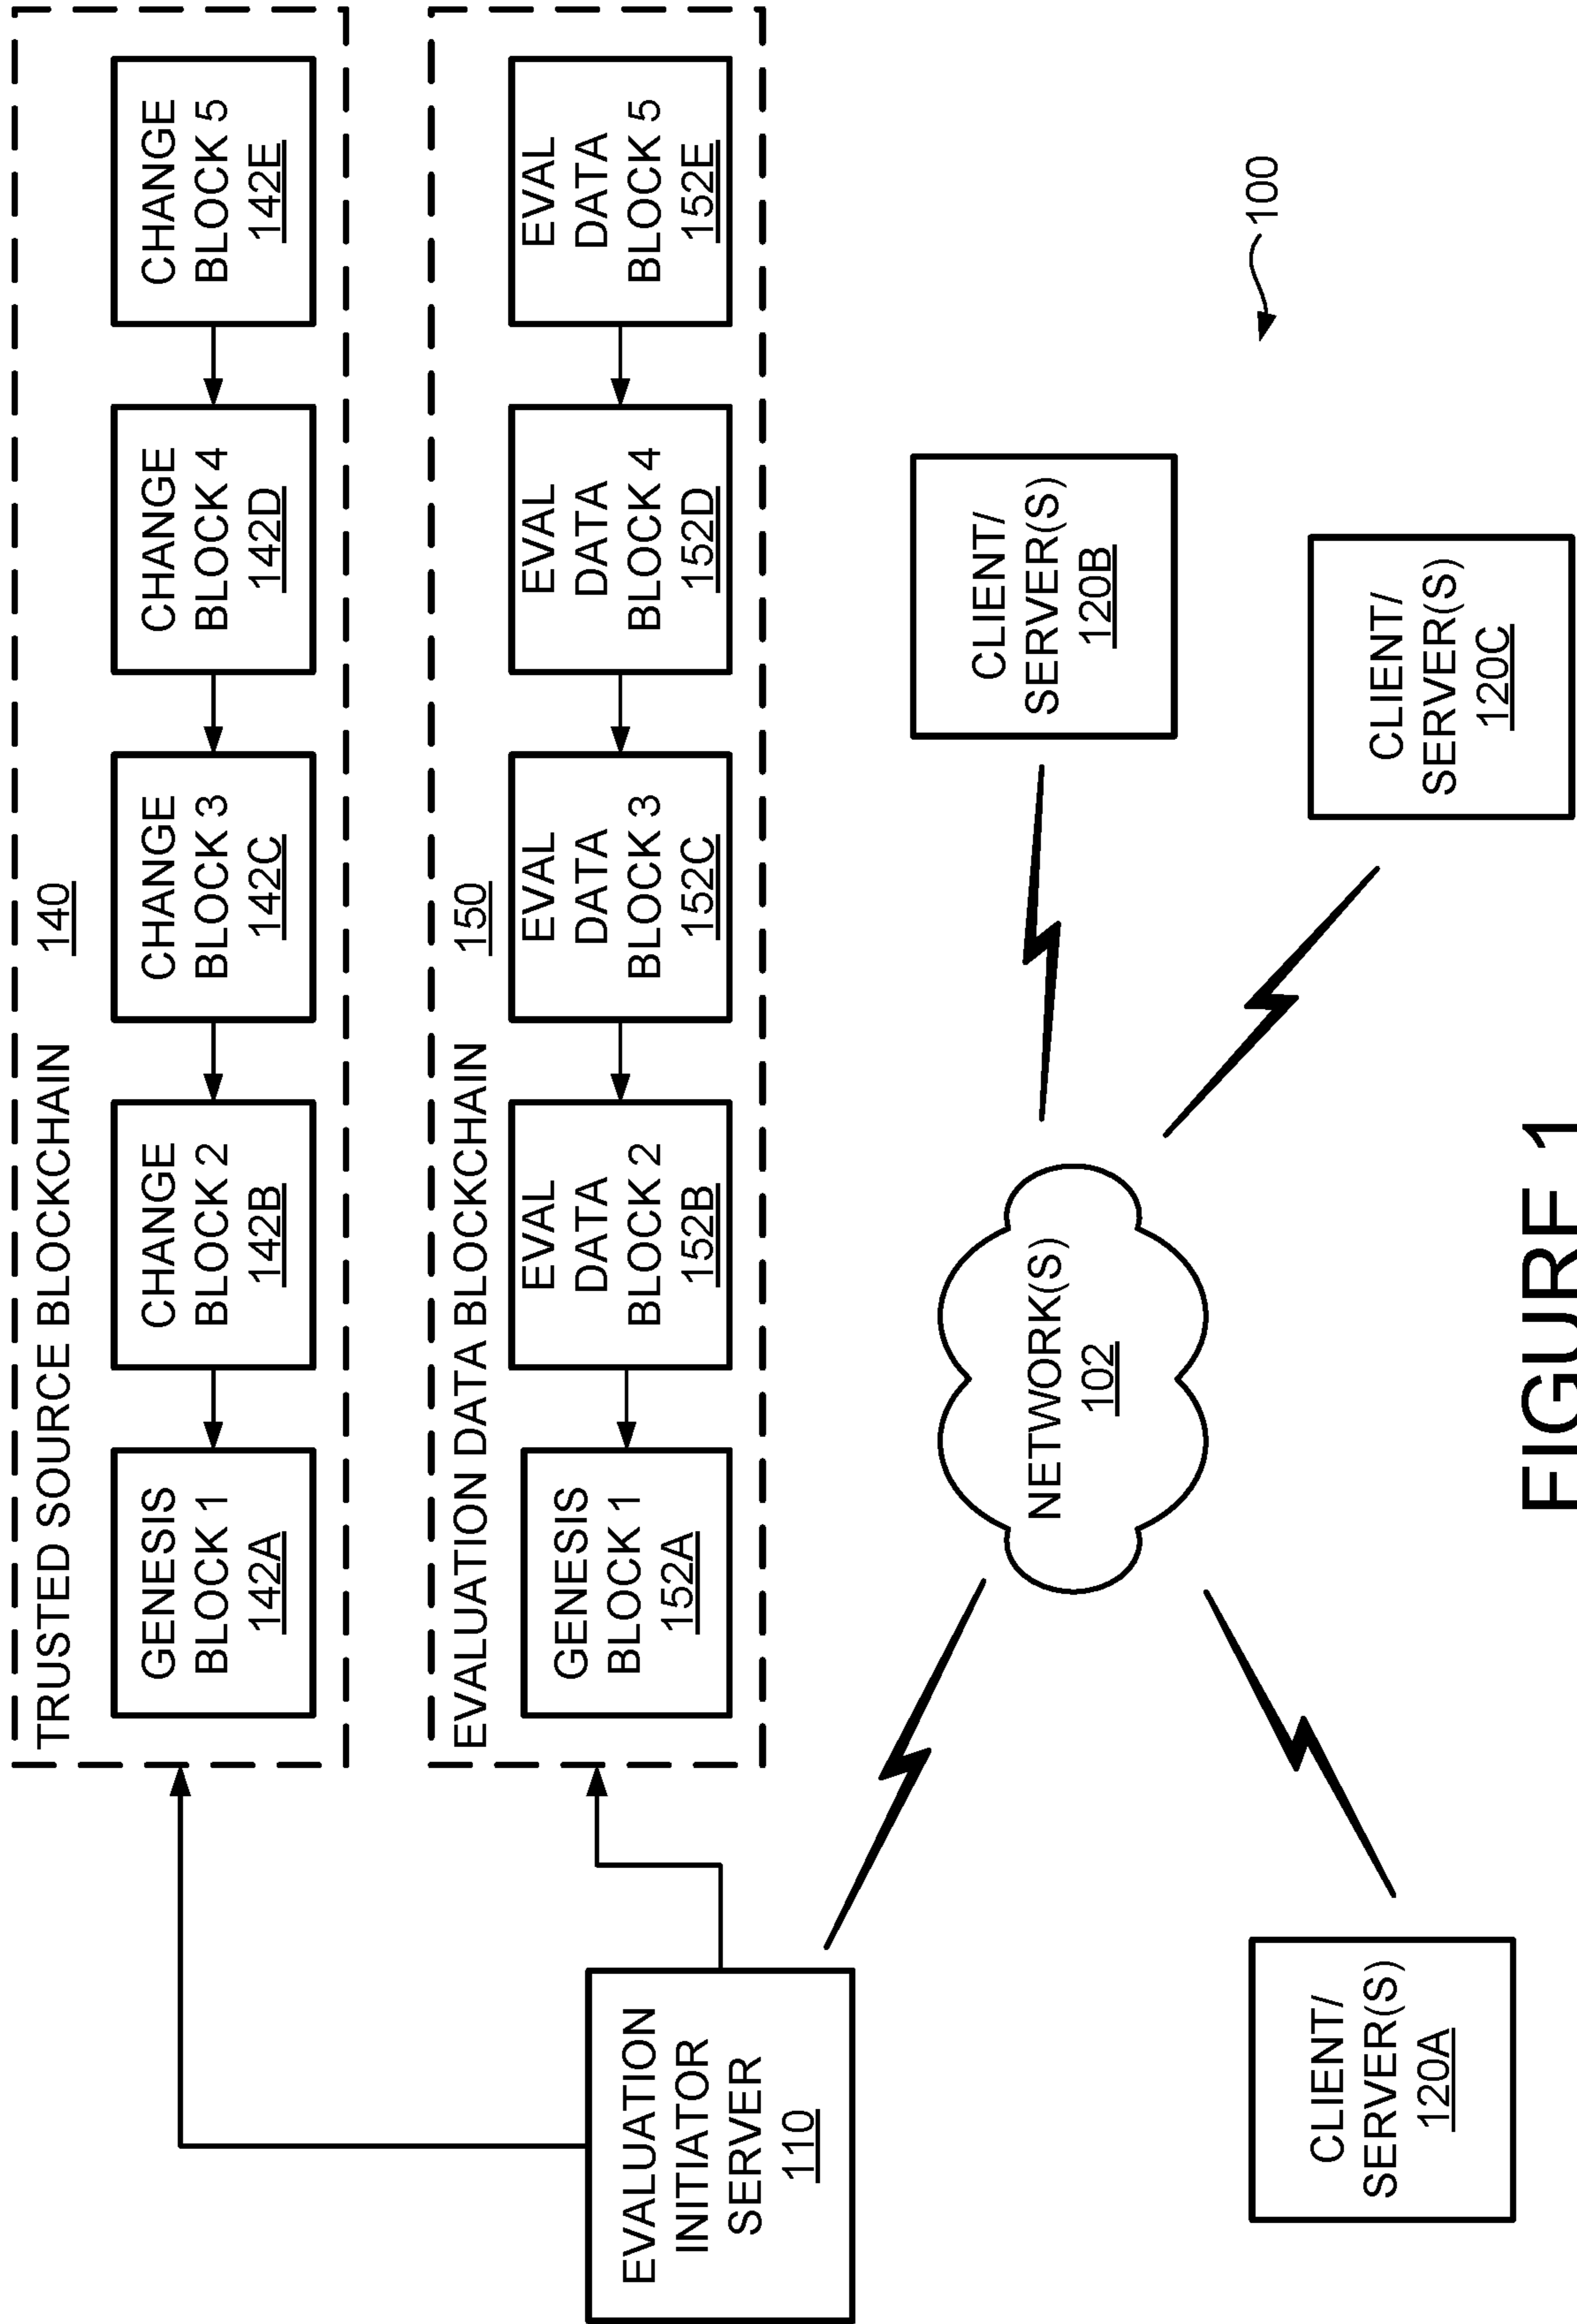 TRUSTED SOURCE BLOCKCHAIN 140
GENESIS
BLOCK 1
142A
CHANGE
BLOCK 2
142B
CHANGE
BLOCK 3
142C
CHANGE
BLOCK 4
142D
CHANGE
BLOCK 5
142E
EVALUATION DATA BLOCKCHAIN 150
GENESIS
BLOCK 1
152A
EVAL
DATA
BLOCK 2
152B
EVAL
DATA
BLOCK 3
152C
EVAL
DATA
BLOCK 4
152D
EVAL
DATA
BLOCK 5
152E
EVALUATION
INITIATOR
SERVER
110
NETWORK(S)
102
CLIENT/
SERVER(S)
120B
CLIENT/
SERVER(S)
120A
CLIENT/
SERVER(S)
120C
100
FIGURE 1